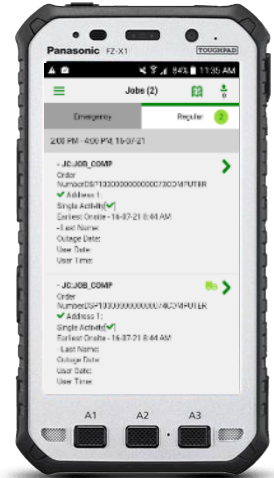 Panasonic FZ-X1 TOUGHPAD
84% 11:35 AM
Jobs (2)
0
Emergency Regular 2
2:00 PM - 4:00 PM, 16-07-21
- JC:JOB_COMP
Order
Address 1:
Single Activity[✔]
Earliest Onsite - 16-07-21 8:44 AM
- Last Name:
Outage Date:
User Date:
User Time:
- JC:JOB_COMP
Order
Address 1:
Single Activity[✔]
Earliest Onsite - 16-07-21 8:44 AM
- Last Name:
Outage Date:
User Date:
User Time:
A1 A2 A3